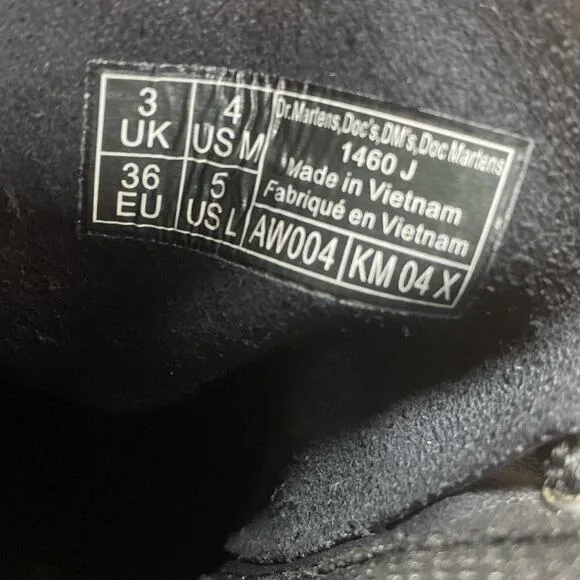 3
UK
4
US M
36
EU
5
US L
Dr.Martens,Doc's,DM's,Doc Martens
1460 J
Made in Vietnam
Fabriqué en Vietnam
AW004
KM 04 X